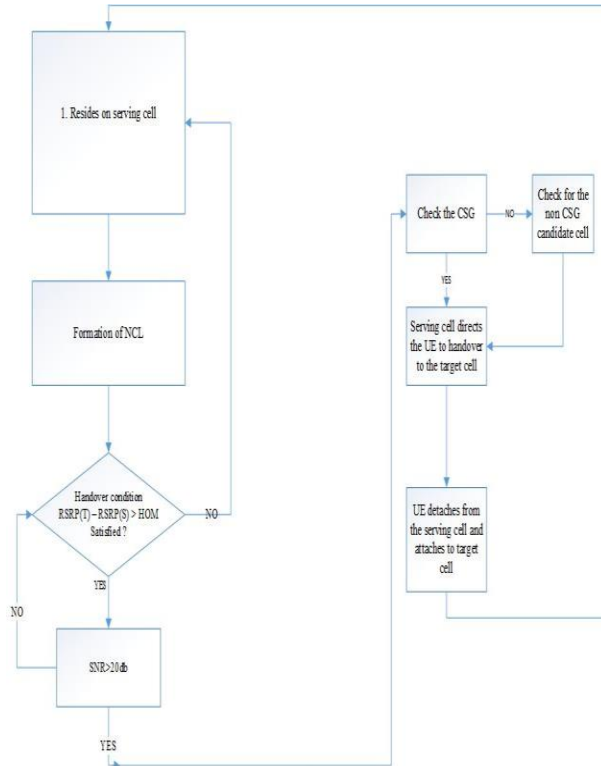 1. Resides on serving cell
Formation of NCL
Handover condition
RSRP(T) – RSRP(S) > HOM
Satisfied ?
NO
YES
NO
SNR>20db
YES
Check the CSG
NO
Check for the
non CSG
candidate cell
YES
Serving cell directs
the UE to handover
to the target cell
UE detaches from
the serving cell and
attaches to target
cell